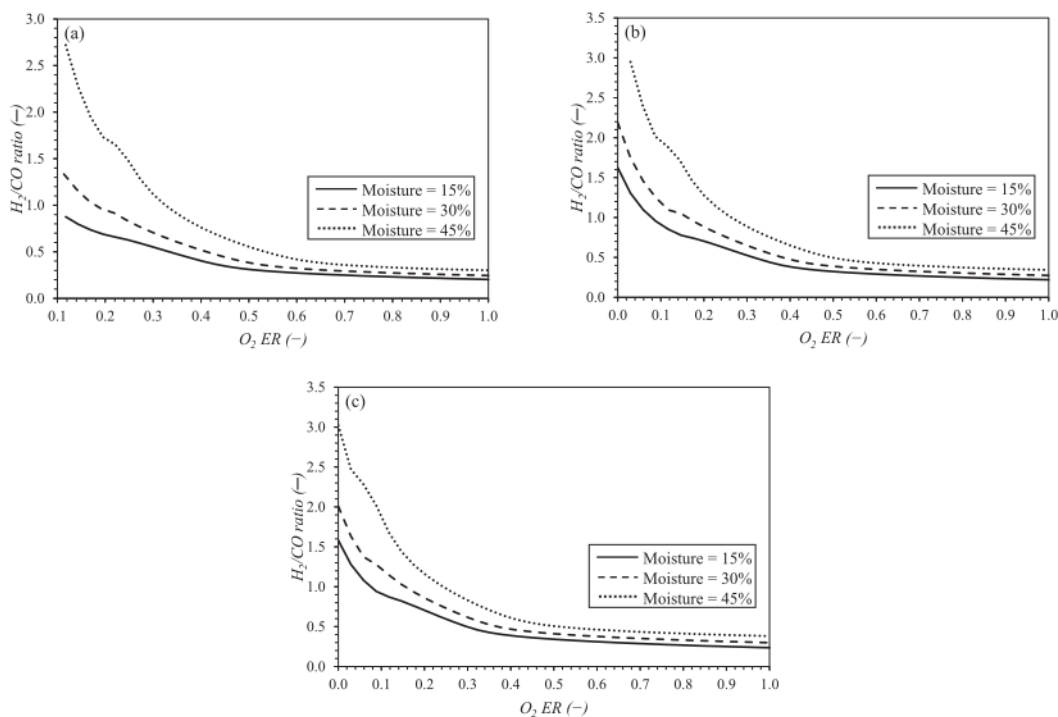 (a)
H₂/CO ratio (–)
3.0
2.5
2.0
1.5
1.0
0.5
0.0
Moisture = 15%
Moisture = 30%
Moisture = 45%
0.1 0.2 0.3 0.4 0.5 0.6 0.7 0.8 0.9 1.0
O₂ ER (−)
(b)
H₂/CO ratio (–)
3.5
3.0
2.5
2.0
1.5
1.0
0.5
0.0
Moisture = 15%
Moisture = 30%
Moisture = 45%
0.0 0.1 0.2 0.3 0.4 0.5 0.6 0.7 0.8 0.9 1.0
O₂ ER (−)
(c)
H₂/CO ratio (–)
3.5
3.0
2.5
2.0
1.5
1.0
0.5
0.0
Moisture = 15%
Moisture = 30%
Moisture = 45%
0.0 0.1 0.2 0.3 0.4 0.5 0.6 0.7 0.8 0.9 1.0
O₂ ER (−)